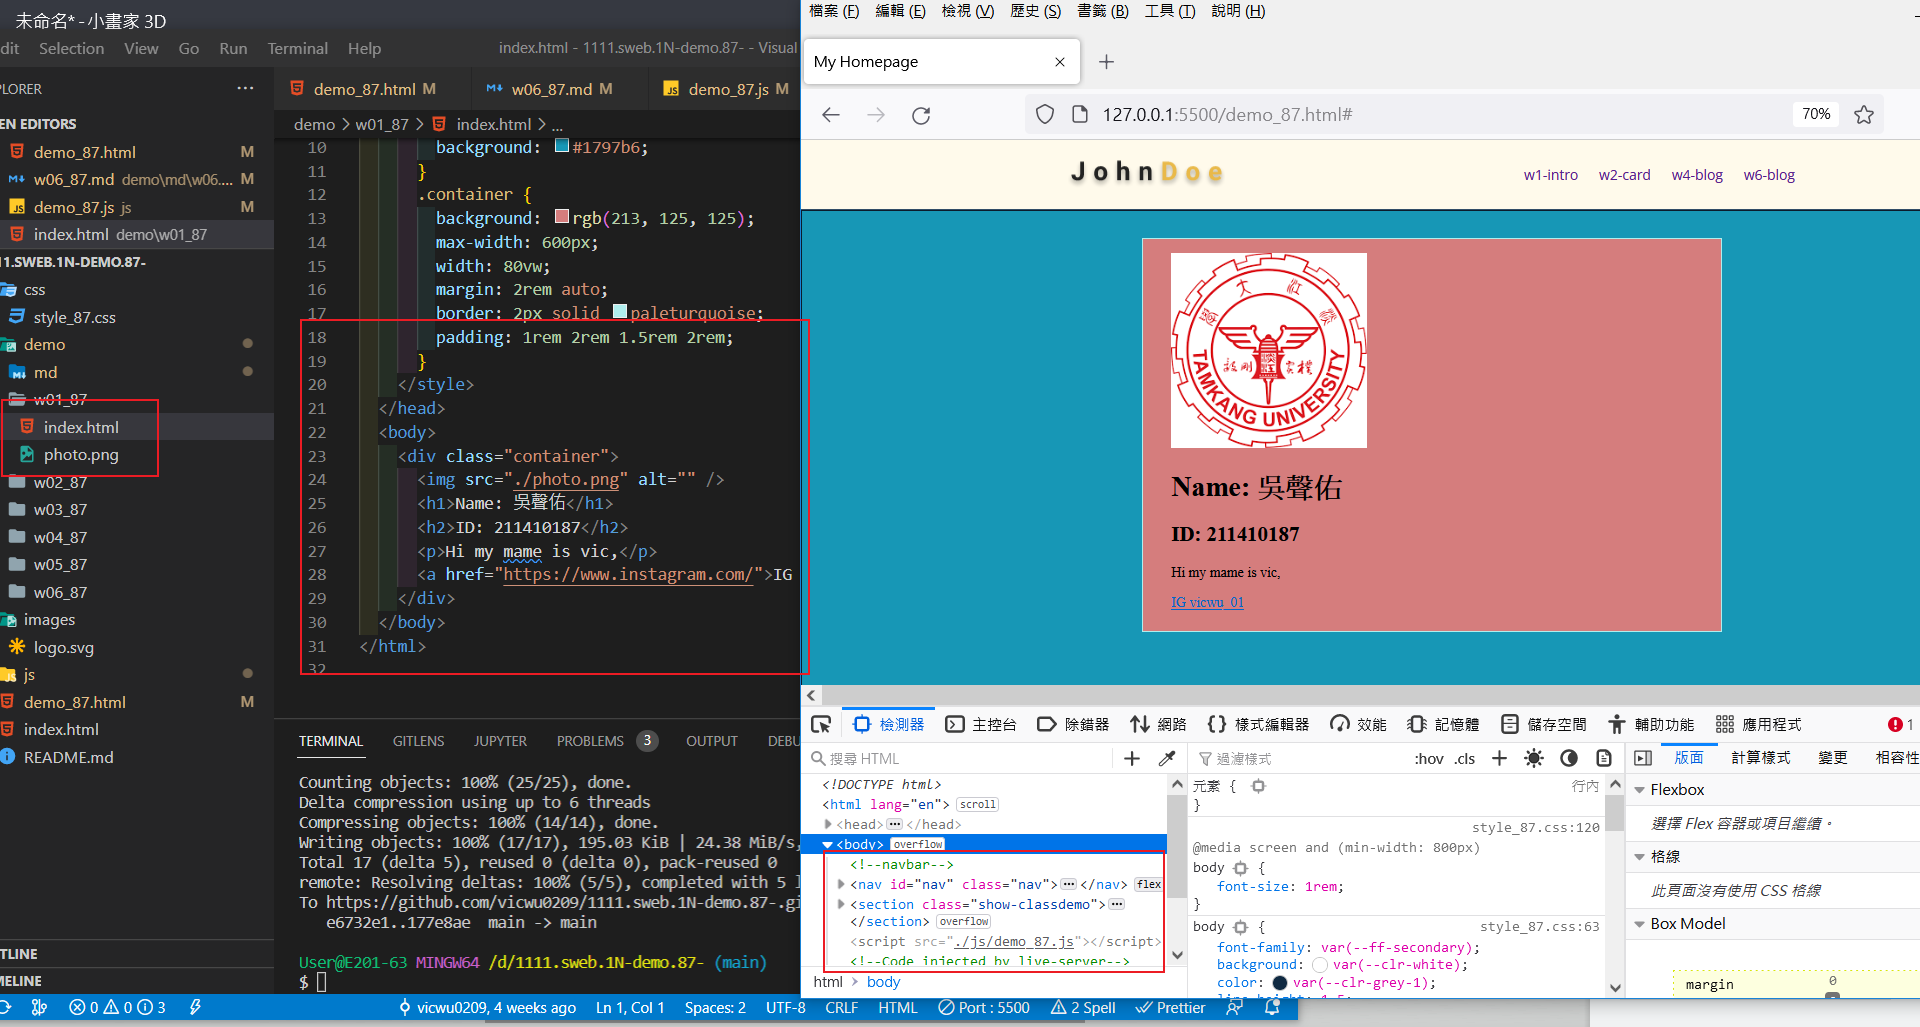 未命名* - 小畫家 3D
dit Selection View Go Run Terminal Help index.html - 1111.sweb.1N-demo.87- - Visual
PLORER ...
EN EDITORS
demo_87.html M
w06_87.md demo\md\w06.... M
demo_87.js js M
index.html demo\w01_87
11.SWEB.1N-DEMO.87-
css
style_87.css
demo
md
w01_87
index.html
photo.png
w02_87
w03_87
w04_87
w05_87
w06_87
images
logo.svg
js
demo_87.html M
index.html
README.md
TLINE
MELINE
demo_87.html M w06_87.md M demo_87.js M
demo > w01_87 > index.html > ...
10 background: #1797b6;
11 }
12 .container {
13 background: rgb(213, 125, 125);
14 max-width: 600px;
15 width: 80vw;
16 margin: 2rem auto;
17 border: 2px solid paleturquoise;
18 padding: 1rem 2rem 1.5rem 2rem;
19 }
20 </style>
21 </head>
22 <body>
23 <div class="container">
24 <img src="./photo.png" alt="" />
25 <h1>Name: 吳聲佑</h1>
26 <h2>ID: 211410187</h2>
27 <p>Hi my mame is vic,</p>
28 <a href="https://www.instagram.com/">IG
29 </div>
30 </body>
31 </html>
32
TERMINAL GITLENS JUPYTER PROBLEMS 3 OUTPUT DEBU
Counting objects: 100% (25/25), done.
Delta compression using up to 6 threads
Compressing objects: 100% (14/14), done.
Writing objects: 100% (17/17), 195.03 KiB | 24.38 MiB/s,
Total 17 (delta 5), reused 0 (delta 0), pack-reused 0
remote: Resolving deltas: 100% (5/5), completed with 5 l
To https://github.com/vicwu0209/1111.sweb.1N-demo.87-.gi
e6732e1..177e8ae main -> main
User@E201-63 MINGW64 /d/1111.sweb.1N-demo.87- (main)
$
0 0 3 vicwu0209, 4 weeks ago Ln 1, Col 1 Spaces: 2 UTF-8 CRLF HTML Port : 5500 2 Spell Prettier
檔案 (F) 編輯 (E) 檢視 (V) 歷史 (S) 書籤 (B) 工具 (T) 說明 (H)
My Homepage
127.0.0.1:5500/demo_87.html# 70%
JohnDoe w1-intro w2-card w4-blog w6-blog
TAMKANG UNIVERSITY
Name: 吳聲佑
ID: 211410187
Hi my mame is vic,
IG vicwu_01
檢測器 主控台 除錯器 網路 樣式編輯器 效能 記憶體 儲存空間 輔助功能 應用程式 1
搜尋 HTML
<!DOCTYPE html>
<html lang="en"> scroll
<head> ••• </head>
<body> overflow
<!--navbar-->
<nav id="nav" class="nav"> ••• </nav> flex
<section class="show-classdemo"> •••
</section> overflow
<script src="./js/demo_87.js"></script>
<!--Code injected by live-server-->
html > body
過濾樣式 :hov .cls
元素 { 行內
}
style_87.css:120
@media screen and (min-width: 800px)
body {
font-size: 1rem;
}
body { style_87.css:63
font-family: var(--ff-secondary);
background: var(--clr-white);
color: var(--clr-grey-1);
line-height: 1.5;
版面 計算樣式 變更 相容性
Flexbox
選擇 Flex 容器或項目繼續。
格線
此頁面沒有使用 CSS 格線
Box Model
margin 0